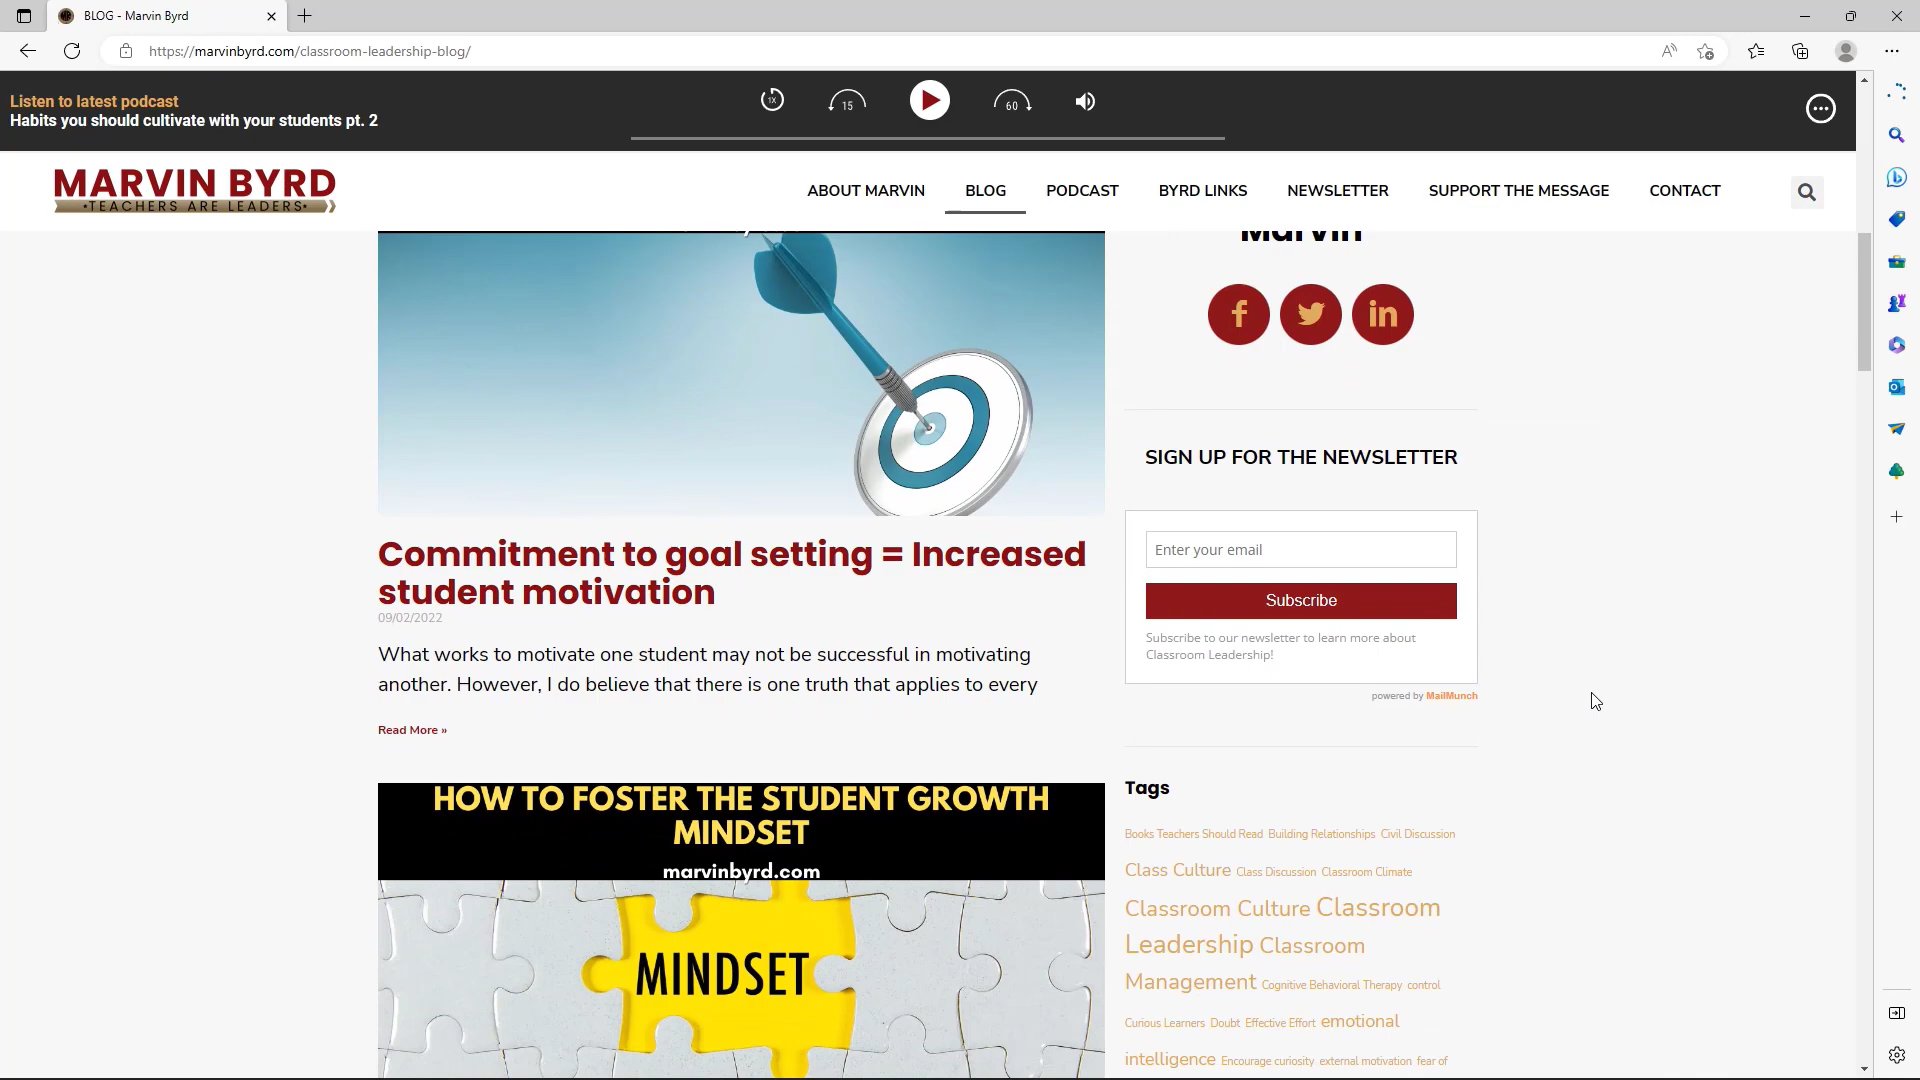 BLOG - Marvin Byrd
https://marvinbyrd.com/classroom-leadership-blog/
Listen to latest podcast
Habits you should cultivate with your students pt. 2
1X
15
60
MARVIN BYRD
•TEACHERS ARE LEADERS•
ABOUT MARVIN
BLOG
PODCAST
BYRD LINKS
NEWSLETTER
SUPPORT THE MESSAGE
CONTACT
Commitment to goal setting = Increased
student motivation
09/02/2022
What works to motivate one student may not be successful in motivating
another. However, I do believe that there is one truth that applies to every
Read More »
HOW TO FOSTER THE STUDENT GROWTH
MINDSET
marvinbyrd.com
MINDSET
Marvin
SIGN UP FOR THE NEWSLETTER
Enter your email
Subscribe
Subscribe to our newsletter to learn more about
Classroom Leadership!
powered by MailMunch
Tags
Books Teachers Should Read Building Relationships Civil Discussion
Class Culture Class Discussion Classroom Climate
Classroom Culture Classroom
Leadership Classroom
Management Cognitive Behavioral Therapy control
Curious Learners Doubt Effective Effort emotional
intelligence Encourage curiosity external motivation fear of